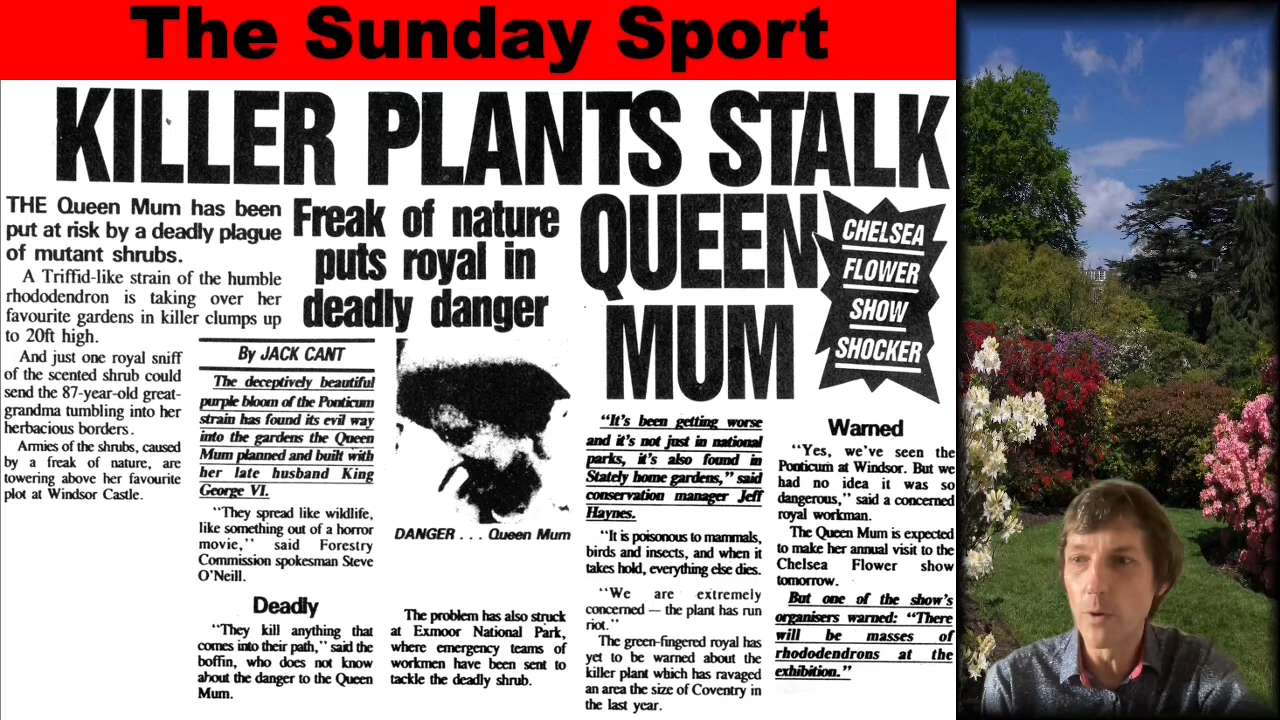 The Sunday Sport
KILLER PLANTS STALK
QUEEN
MUM
CHELSEA
FLOWER
SHOW
SHOCKER
Freak of nature
puts royal in
deadly danger
THE Queen Mum has been
put at risk by a deadly plague
of mutant shrubs.
A Triffid-like strain of the humble
rhododendron is taking over her
favourite gardens in killer clumps up
to 20ft high.
And just one royal sniff
of the scented shrub could
send the 87-year-old great-
grandma tumbling into her
herbacious borders.
Armies of the shrubs, caused
by a freak of nature, are
towering above her favourite
plot at Windsor Castle.
By JACK CANT
The deceptively beautiful
purple bloom of the Ponticum
strain has found its evil way
into the gardens the Queen
Mum planned and built with
her late husband King
George VI.
"They spread like wildlife,
like something out of a horror
movie," said Forestry
Commission spokesman Steve
O'Neill.
Deadly
"They kill anything that
comes into their path," said the
boffin, who does not know
about the danger to the Queen
Mum.
DANGER . . . Queen Mum
The problem has also struck
at Exmoor National Park,
where emergency teams of
workmen have been sent to
tackle the deadly shrub.
"It's been getting worse
and it's not just in national
parks, it's also found in
Stately home gardens," said
conservation manager Jeff
Haynes.
"It is poisonous to mammals,
birds and insects, and when it
takes hold, everything else dies.
"We are extremely
concerned — the plant has run
riot."
The green-fingered royal has
yet to be warned about the
killer plant which has ravaged
an area the size of Coventry in
the last year.
Warned
"Yes, we've seen the
Ponticum at Windsor. But we
had no idea it was so
dangerous," said a concerned
royal workman.
The Queen Mum is expected
to make her annual visit to the
Chelsea Flower show
tomorrow.
But one of the show's
organisers warned: "There
will be masses of
rhododendrons at the
exhibition."